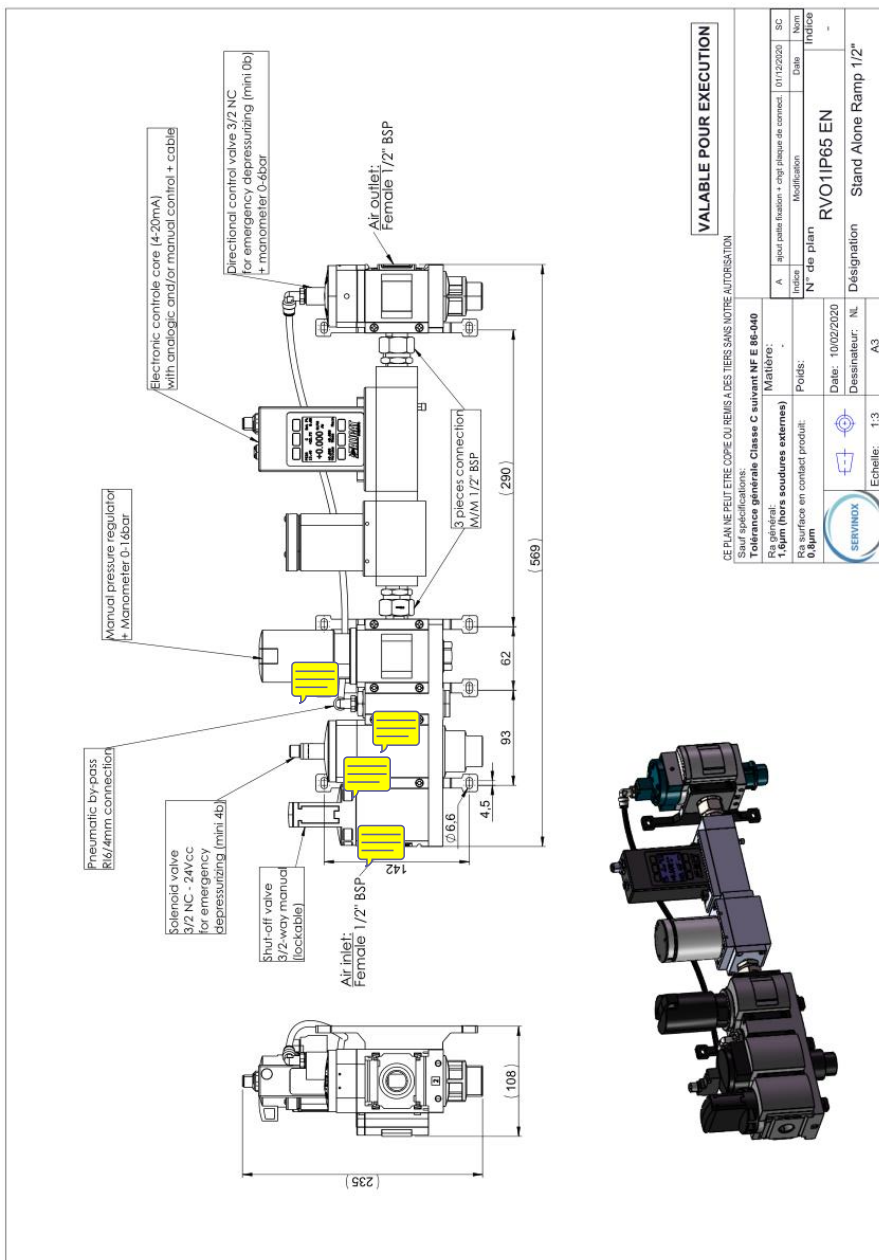 Pneumatic by-pass
RI6/4mm connection
Manual pressure regulator
+ Manometer 0-16bar
Electronic controle core (4-20mA)
with analogic and/or manual control + cable
Solenoid valve
3/2 NC - 24Vcc
for emergency
depressurizing (mini 4b)
Directional control valve 3/2 NC
for emergency depressurizing (mini 0b)
+ manometer 0-6bar
Shut-off valve
3/2-way manual
(lockable)
Air inlet:
Female 1/2" BSP
Air outlet:
Female 1/2" BSP
+0.000
3 pieces connection
M/M 1/2" BSP
142
Ø6,6
4,5
93
62
(290)
(569)
(235)
(108)
2
VALABLE POUR EXECUTION
CE PLAN NE PEUT ETRE COPIE OU REMIS A DES TIERS SANS NOTRE AUTORISATION
Sauf spécifications:
Tolérance générale Classe C suivant NF E 86-040
Ra général:
1,6µm (hors soudures externes)
Ra surface en contact produit:
0,8µm
Matière:
-
Poids:
A ajout patte fixation + chgt plaque de connect. 01/12/2020 SC
Indice Modification Date Nom
N° de plan
RVO1IP65 EN
Indice
-
SERVINOX
Date: 10/02/2020
Dessinateur: NL
Echelle: 1:3
A3
Désignation
Stand Alone Ramp 1/2"